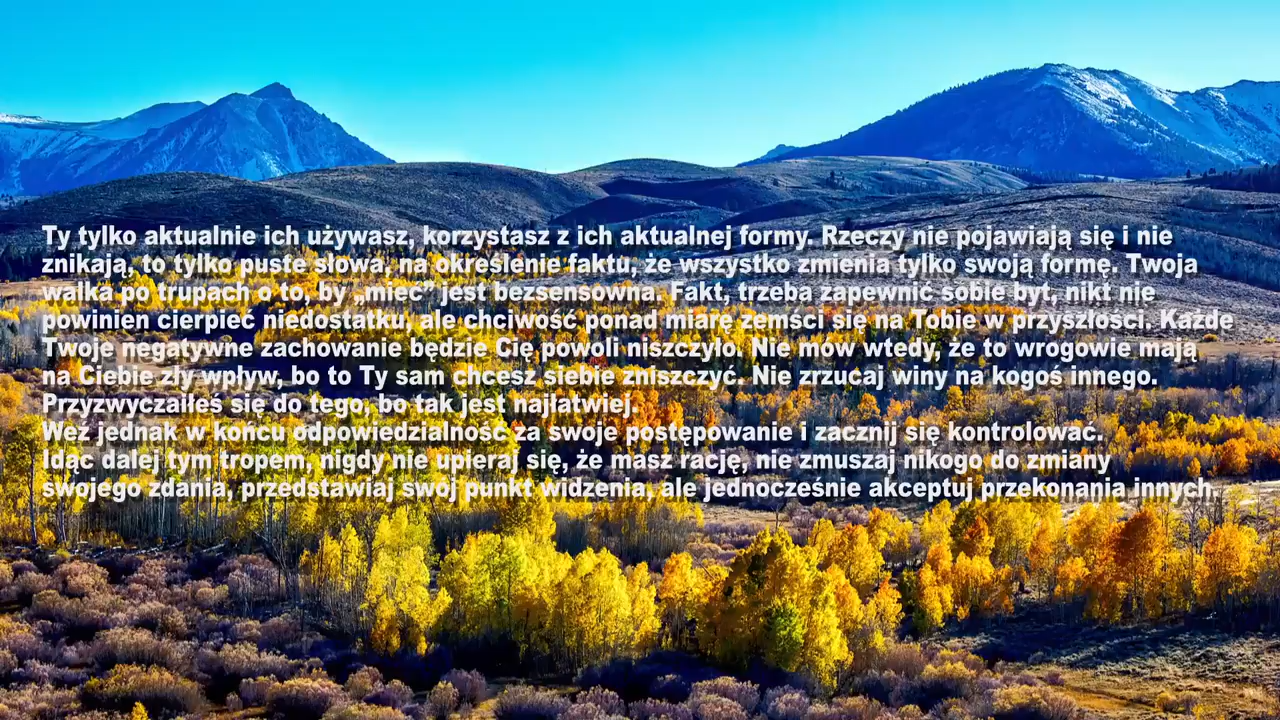 Ty tylko aktualnie ich używasz, korzystasz z ich aktualnej formy. Rzeczy nie pojawiają się i nie
znikają, to tylko puste słowa, na określenie faktu, że wszystko zmienia tylko swoją formę. Twoja
walka po trupach o to, by „mieć” jest bezsensowna. Fakt, trzeba zapewnić sobie byt, nikt nie
powinien cierpieć niedostatku, ale chciwość ponad miarę zemści się na Tobie w przyszłości. Każde
Twoje negatywne zachowanie będzie Cię powoli niszczyło. Nie mów wtedy, że to wrogowie mają
na Ciebie zły wpływ, bo to Ty sam chcesz siebie zniszczyć. Nie zrzucaj winy na kogoś innego.
Przyzwyczaiłeś się do tego, bo tak jest najłatwiej.
Weź jednak w końcu odpowiedzialność za swoje postępowanie i zacznij się kontrolować.
Idąc dalej tym tropem, nigdy nie upieraj się, że masz rację, nie zmuszaj nikogo do zmiany
swojego zdania, przedstawiaj swój punkt widzenia, ale jednocześnie akceptuj przekonania innych.